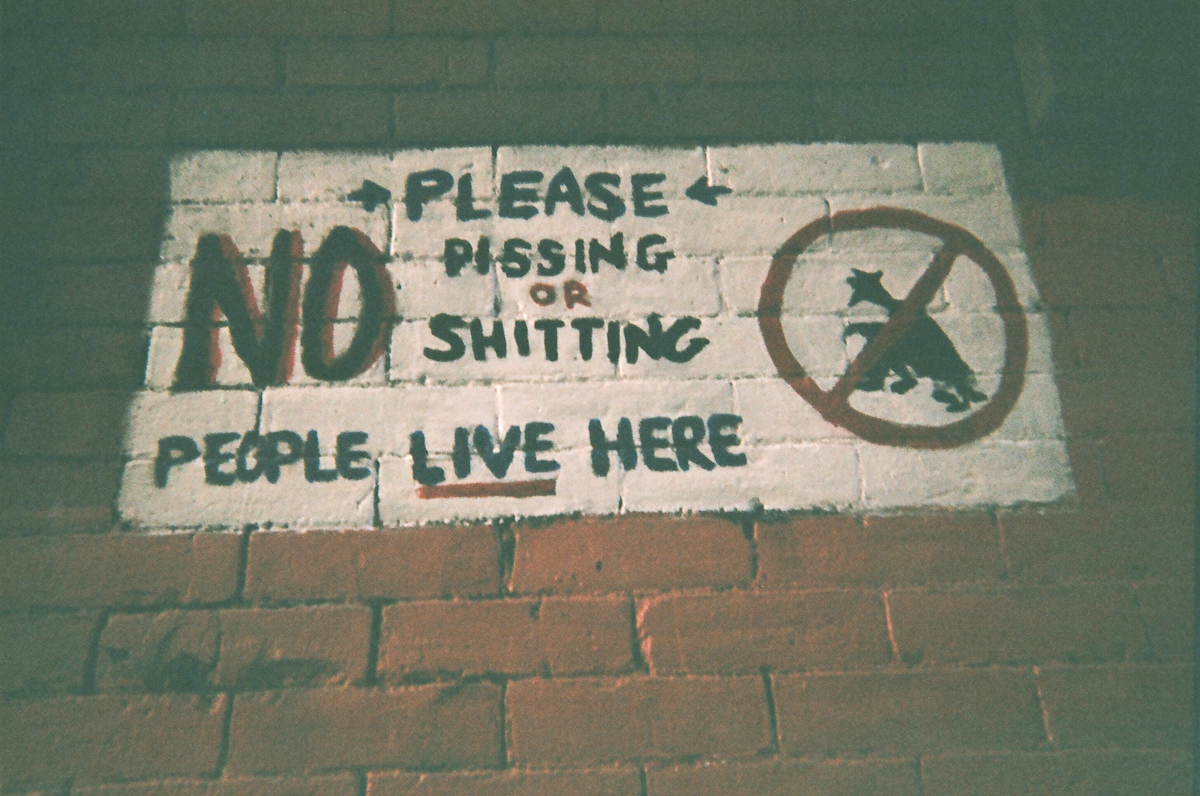 → PLEASE ←
NO
PISSING
OR
SHITTING
PEOPLE LIVE HERE